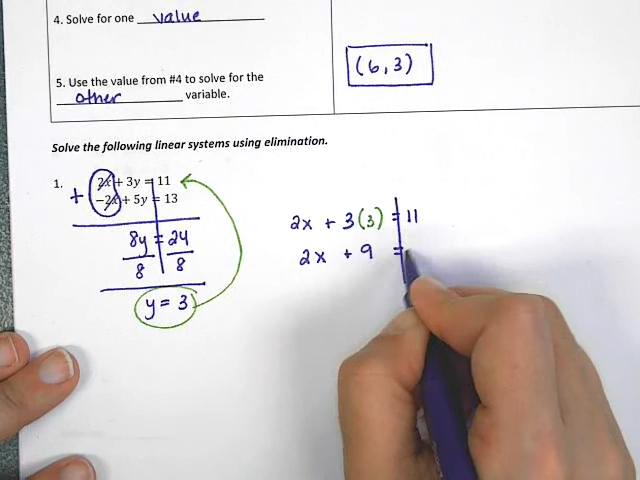 4. Solve for one value
(6,3)
5. Use the value from #4 to solve for the
other variable.
Solve the following linear systems using elimination.
1. 2x + 3y = 11
+ -2x + 5y = 13
8y = 24
8 8
y = 3
2x + 3(3) = 11
2x + 9 =